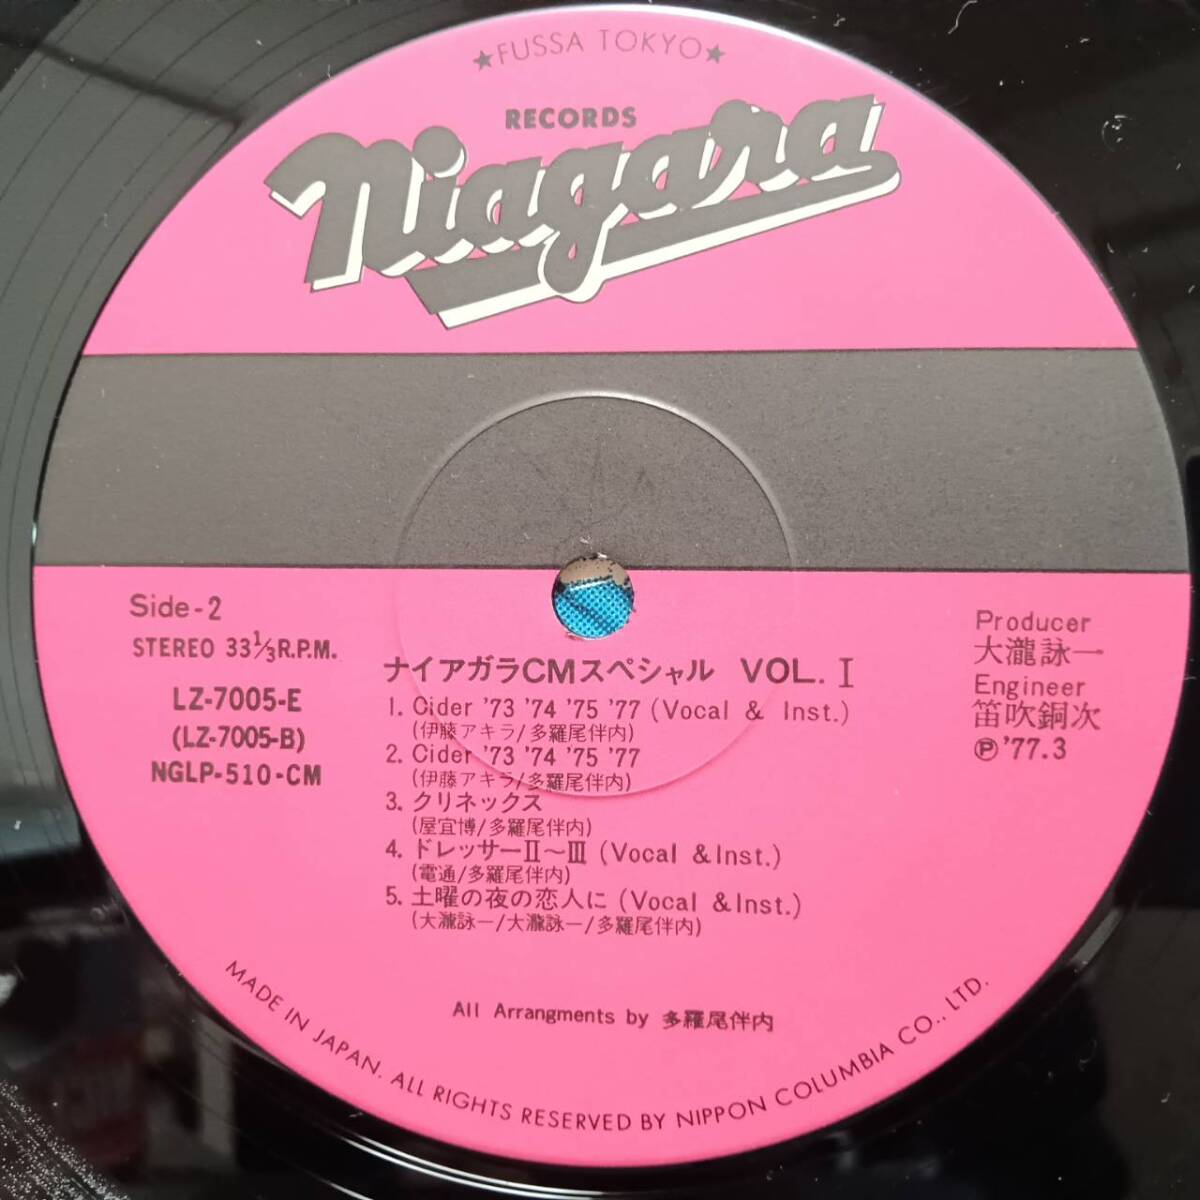 ★FUSSA TOKYO★
RECORDS
Niagara
Side-2
STEREO 33⅓R.P.M.
LZ-7005-E
(LZ-7005-B)
NGLP-510-CM
ナイアガラCMスペシャル VOL. I
1. Cider '73 '74 '75 '77 (Vocal & Inst.)
(伊藤アキラ/多羅尾伴内)
2. Cider '73 '74 '75 '77
(伊藤アキラ/多羅尾伴内)
3. クリネックス
(屋宜博/多羅尾伴内)
4. ドレッサーII〜III (Vocal & Inst.)
(電通/多羅尾伴内)
5. 土曜の夜の恋人に (Vocal & Inst.)
(大瀧詠一/大瀧詠一/多羅尾伴内)
Producer
大瀧詠一
Engineer
笛吹銅次
Ⓟ '77.3
All Arrangments by 多羅尾伴内
MADE IN JAPAN. ALL RIGHTS RESERVED BY NIPPON COLUMBIA CO., LTD.